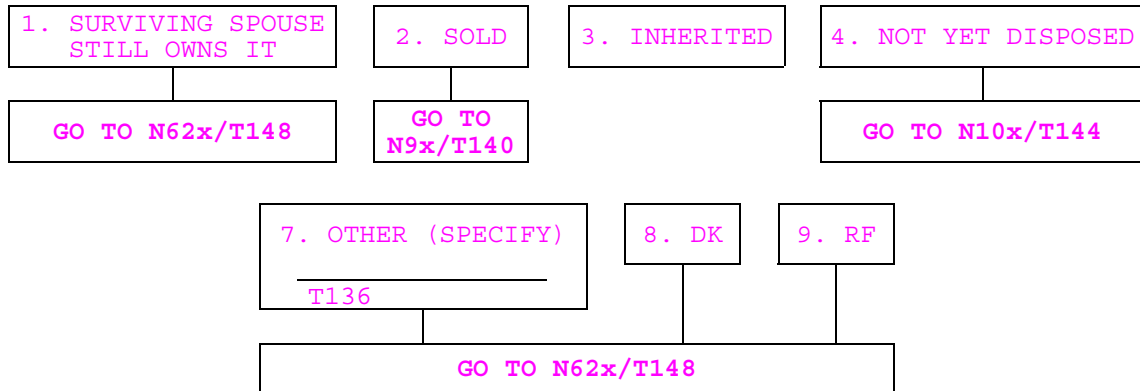 1. SURVIVING SPOUSE
STILL OWNS IT
2. SOLD
3. INHERITED
4. NOT YET DISPOSED
GO TO N62x/T148
GO TO
N9x/T140
GO TO N10x/T144
7. OTHER (SPECIFY)
T136
8. DK
9. RF
GO TO N62x/T148